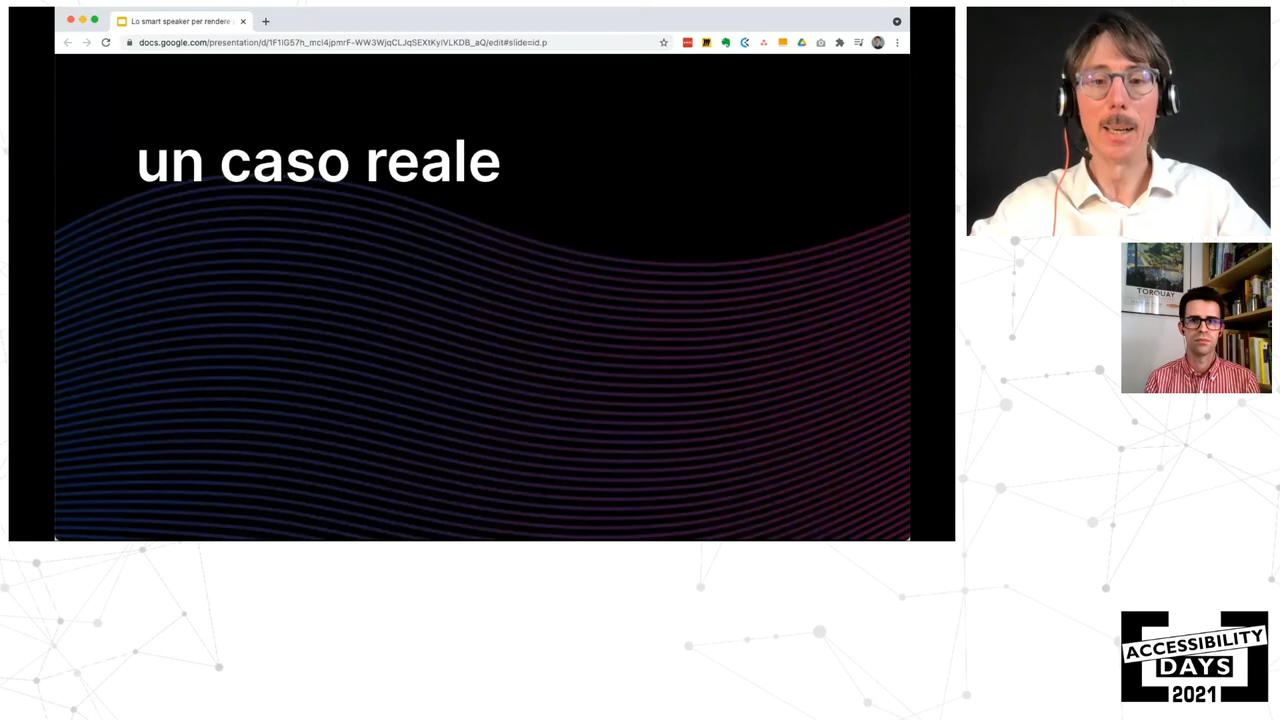 Lo smart speaker per rendere
docs.google.com/presentation/d/1F1lG57h_mcl4jpmrF-WW3WjqCLJqSEXtKyIVLKDB_aQ/edit#slide=id.p
un caso reale
TORQUAY
ACCESSIBILITY
DAYS
2021